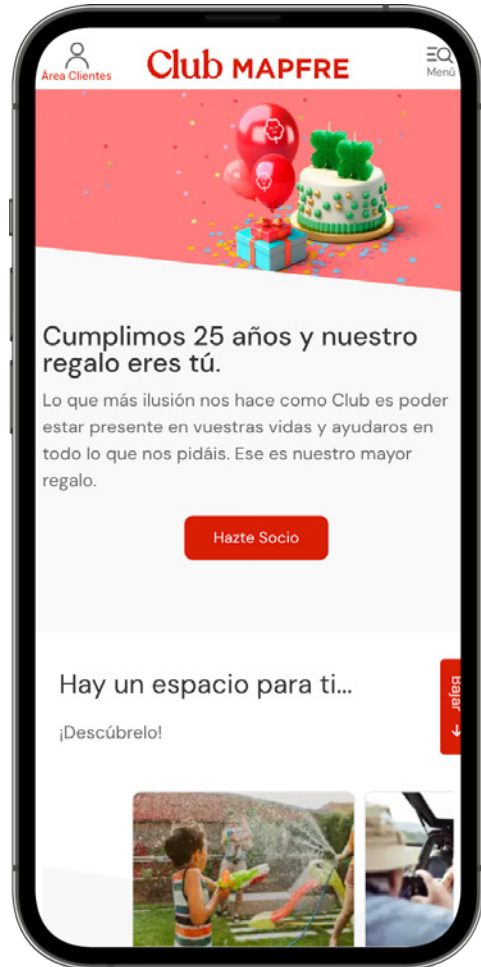 Área Clientes
Club MAPFRE
Menú
Cumplimos 25 años y nuestro
regalo eres tú.
Lo que más ilusión nos hace como Club es poder
estar presente en vuestras vidas y ayudaros en
todo lo que nos pidáis. Ese es nuestro mayor
regalo.
Hazte Socio
Hay un espacio para ti...
Bajar
¡Descúbrelo!